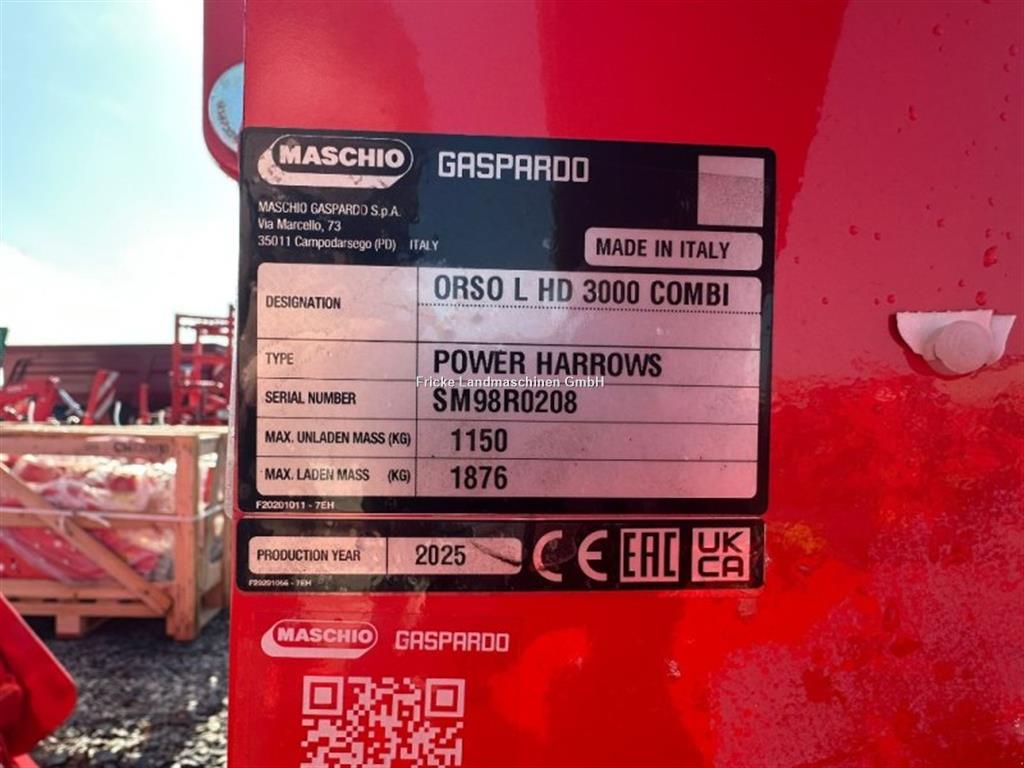 MASCHIO GASPARDO
MASCHIO GASPARDO S.p.A.
Via Marcello, 73
35011 Campodarsego (PD) ITALY
MADE IN ITALY
DESIGNATION ORSO L HD 3000 COMBI
TYPE POWER HARROWS
Fricke Landmaschinen GmbH
SERIAL NUMBER SM98R0208
MAX. UNLADEN MASS (KG) 1150
MAX. LADEN MASS (KG) 1876
F20201011 - 7EH
PRODUCTION YEAR 2025 CE EAC UK CA
F20201056 - 7EH
MASCHIO GASPARDO